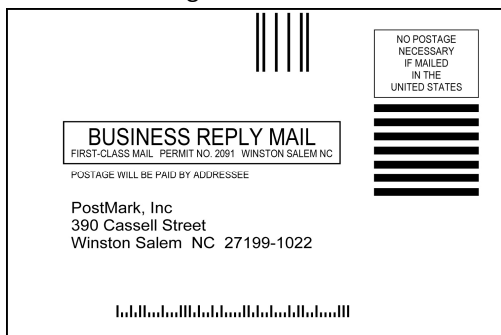 NO POSTAGE
NECESSARY
IF MAILED
IN THE
UNITED STATES
BUSINESS REPLY MAIL
FIRST-CLASS MAIL PERMIT NO. 2091 WINSTON SALEM NC
POSTAGE WILL BE PAID BY ADDRESSEE
PostMark, Inc
390 Cassell Street
Winston Salem NC 27199-1022